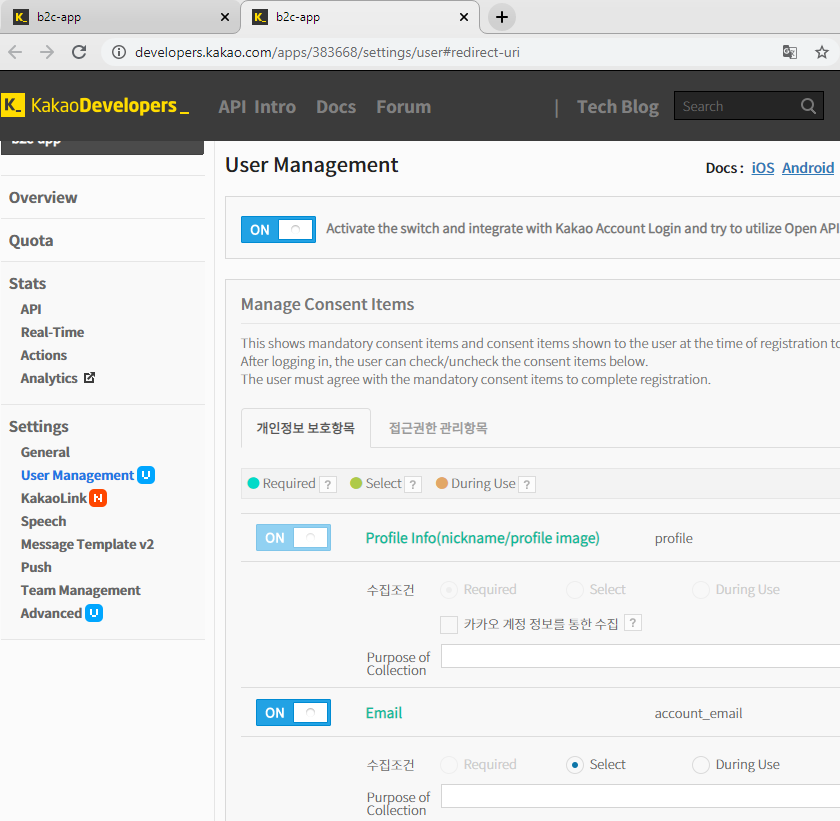 b2c-app
b2c-app
developers.kakao.com/apps/383668/settings/user#redirect-uri
K_ KakaoDevelopers_ API Intro Docs Forum | Tech Blog Search
b2c-app
Overview
Quota
Stats
API
Real-Time
Actions
Analytics
Settings
General
User Management U
KakaoLink N
Speech
Message Template v2
Push
Team Management
Advanced U
User Management
Docs : iOS Android
ON Activate the switch and integrate with Kakao Account Login and try to utilize Open API
Manage Consent Items
This shows mandatory consent items and consent items shown to the user at the time of registration to
After logging in, the user can check/uncheck the consent items below.
The user must agree with the mandatory consent items to complete registration.
개인정보 보호항목 접근권한 관리항목
Required ? Select ? During Use ?
ON Profile Info(nickname/profile image) profile
수집조건 Required Select During Use
카카오 계정 정보를 통한 수집 ?
Purpose of
Collection
ON Email account_email
수집조건 Required Select During Use
Purpose of
Collection